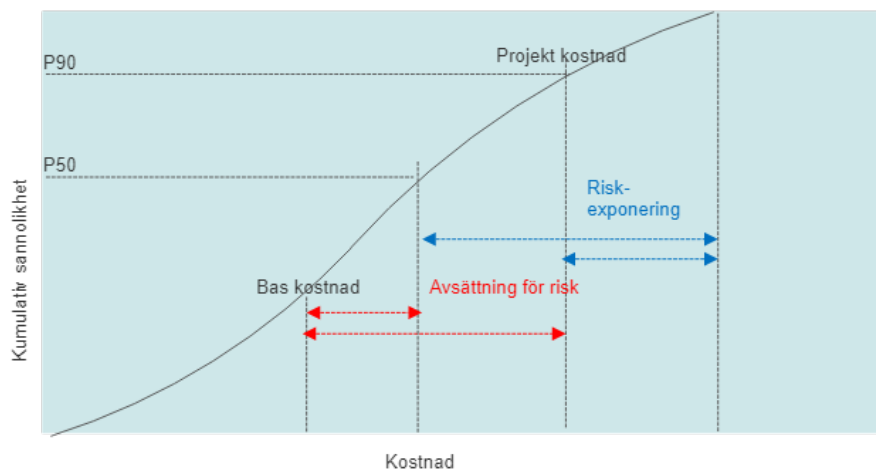 P90
Projekt kostnad
P50
Risk-
exponering
Bas kostnad
Avsättning för risk
Kumulativ sannolikhet
Kostnad